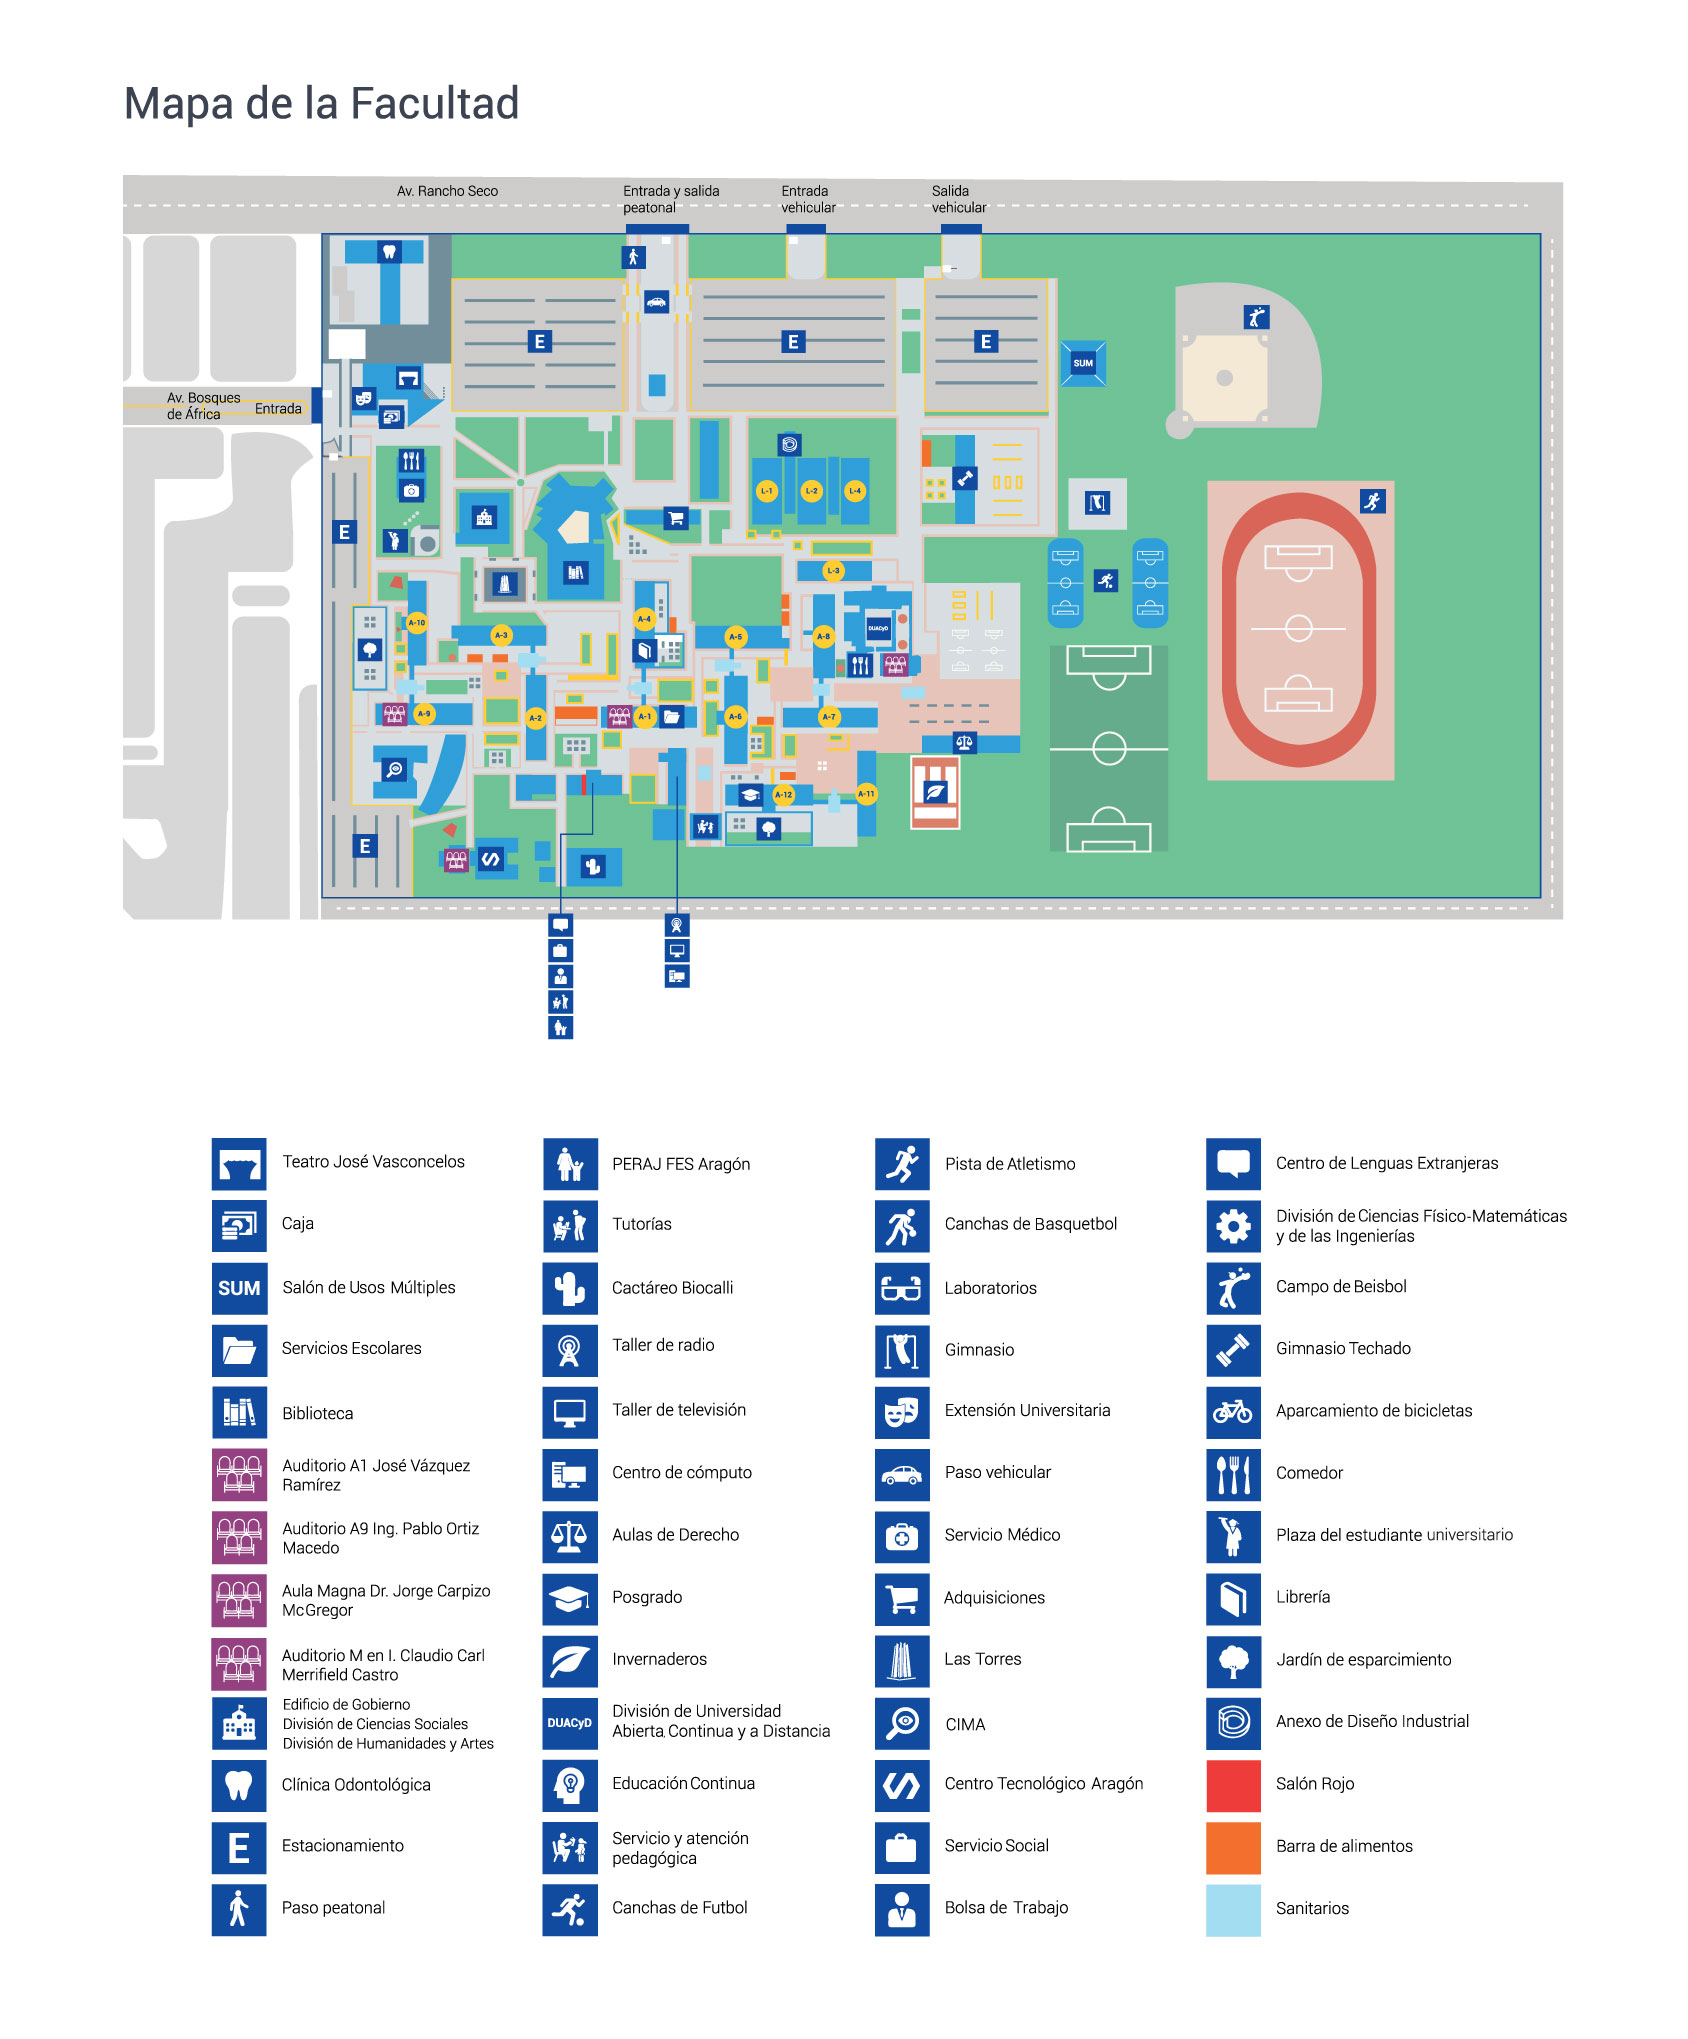 Mapa de la Facultad
Av. Rancho Seco
Entrada y salida
peatonal
Entrada
vehicular
Salida
vehicular
Av. Bosques
de África
Entrada
E
E
E
SUM
E
L-1
L-2
L-4
L-3
A-10
A-3
A-4
A-5
A-8
DUACyD
A-9
A-2
A-1
A-6
A-7
A-12
A-11
E
Teatro José Vasconcelos
Caja
SUM
Salón de Usos Múltiples
Servicios Escolares
Biblioteca
Auditorio A1 José Vázquez
Ramírez
Auditorio A9 Ing. Pablo Ortiz
Macedo
Aula Magna Dr. Jorge Carpizo
McGregor
Auditorio M en I. Claudio Carl
Merrifield Castro
Edificio de Gobierno
División de Ciencias Sociales
División de Humanidades y Artes
Clínica Odontológica
E
Estacionamiento
Paso peatonal
PERAJ FES Aragón
Tutorías
Cactáreo Biocalli
Taller de radio
Taller de televisión
Centro de cómputo
Aulas de Derecho
Posgrado
Invernaderos
DUACyD
División de Universidad
Abierta, Continua y a Distancia
Educación Continua
Servicio y atención
pedagógica
Canchas de Futbol
Pista de Atletismo
Canchas de Basquetbol
Laboratorios
Gimnasio
Extensión Universitaria
Paso vehicular
Servicio Médico
Adquisiciones
Las Torres
CIMA
Centro Tecnológico Aragón
Servicio Social
Bolsa de Trabajo
Centro de Lenguas Extranjeras
División de Ciencias Físico-Matemáticas
y de las Ingenierías
Campo de Beisbol
Gimnasio Techado
Aparcamiento de bicicletas
Comedor
Plaza del estudiante universitario
Librería
Jardín de esparcimiento
Anexo de Diseño Industrial
Salón Rojo
Barra de alimentos
Sanitarios